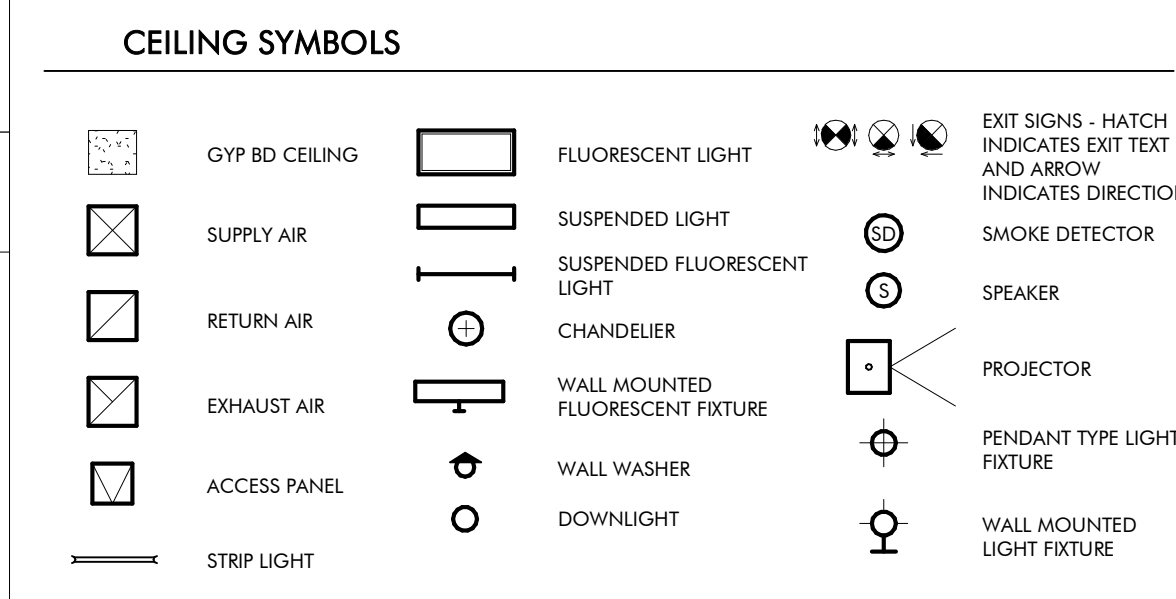 CEILING SYMBOLS
GYP BD CEILING
SUPPLY AIR
RETURN AIR
EXHAUST AIR
ACCESS PANEL
STRIP LIGHT
FLUORESCENT LIGHT
SUSPENDED LIGHT
SUSPENDED FLUORESCENT
LIGHT
CHANDELIER
WALL MOUNTED
FLUORESCENT FIXTURE
WALL WASHER
DOWNLIGHT
EXIT SIGNS - HATCH
INDICATES EXIT TEXT
AND ARROW
INDICATES DIRECTIO
SD
SMOKE DETECTOR
S
SPEAKER
PROJECTOR
PENDANT TYPE LIGHT
FIXTURE
WALL MOUNTED
LIGHT FIXTURE